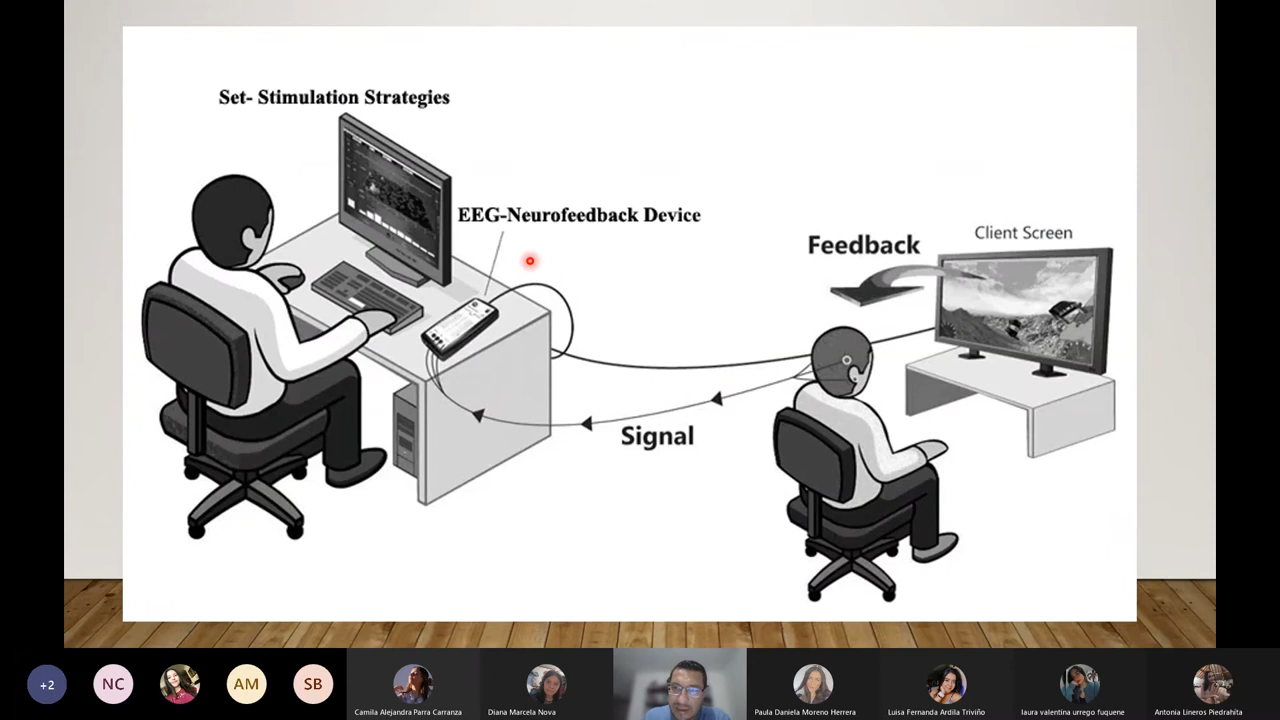 Set- Stimulation Strategies
EEG-Neurofeedback Device
Feedback
Client Screen
Signal
+2
NC
AM
SB
Camila Alejandra Parra Carranza
Diana Marcela Nova
Paula Daniela Moreno Herrera
Luisa Fernanda Ardila Triviño
laura valentina urrego fuquene
Antonia Lineros Piedrahita